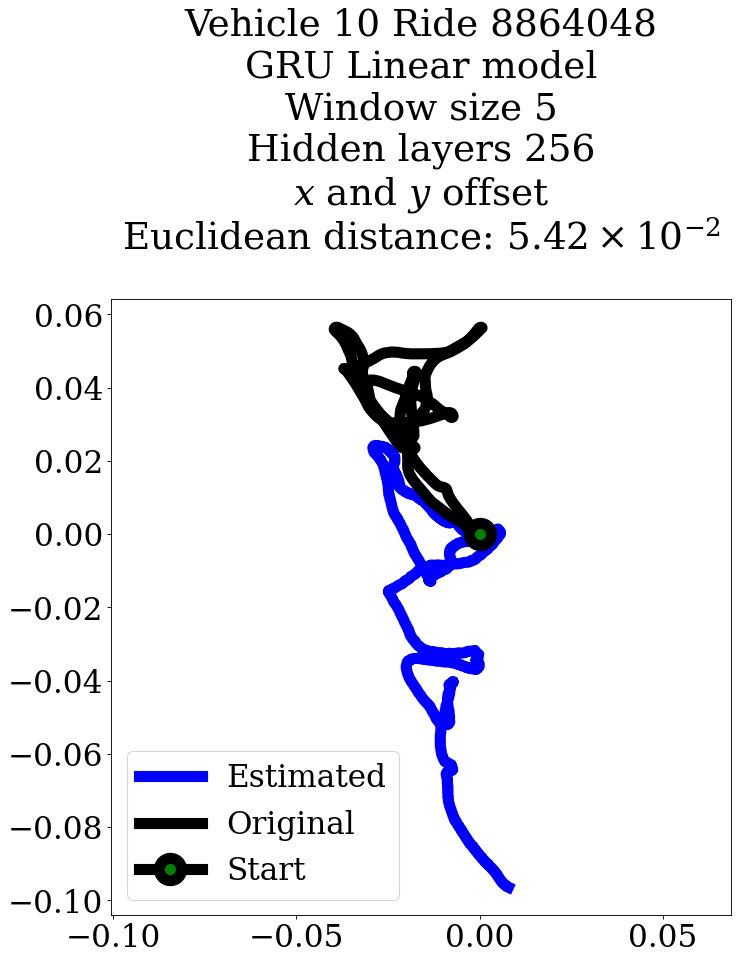 Vehicle 10 Ride 8864048
GRU Linear model
Window size 5
Hidden layers 256
x and y offset
Euclidean distance: 5.42 × 10⁻²
0.06
0.04
0.02
0.00
−0.02
−0.04
−0.06
−0.08
−0.10
Estimated
Original
Start
−0.10 −0.05 0.00 0.05